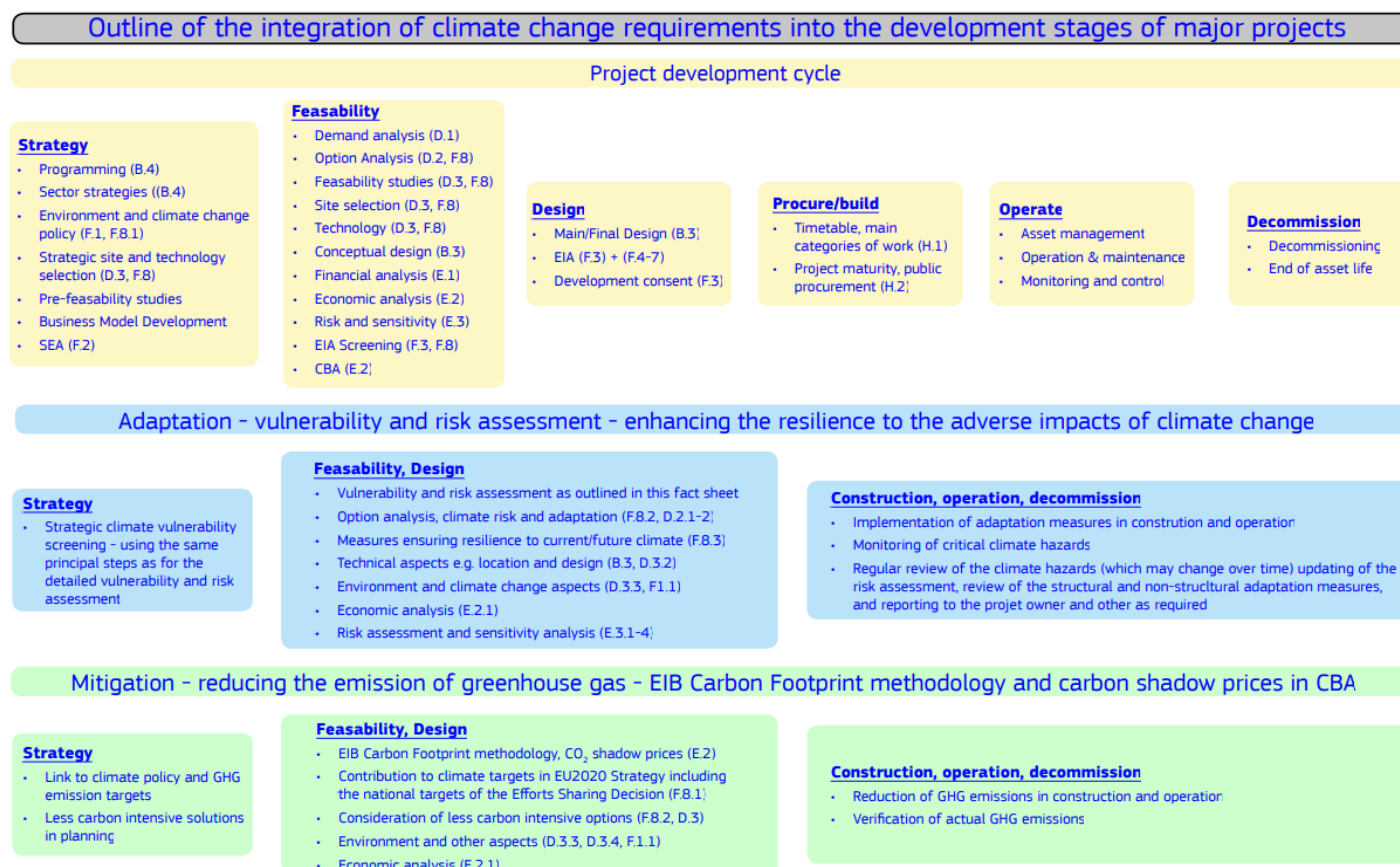 Outline of the integration of climate change requirements into the development stages of major projects
Project development cycle
Strategy
• Programming (B.4)
• Sector strategies ((B.4)
• Environment and climate change
policy (F.1, F.8.1)
• Strategic site and technology
selection (D.3, F.8)
• Pre-feasability studies
• Business Model Development
• SEA (F.2)
Feasability
• Demand analysis (D.1)
• Option Analysis (D.2, F.8)
• Feasability studies (D.3, F.8)
• Site selection (D.3, F.8)
• Technology (D.3, F.8)
• Conceptual design (B.3)
• Financial analysis (E.1)
• Economic analysis (E.2)
• Risk and sensitivity (E.3)
• EIA Screening (F.3, F.8)
• CBA (E.2)
Design
• Main/Final Design (B.3)
• EIA (F.3) + (F.4-7)
• Development consent (F.3)
Procure/build
• Timetable, main
categories of work (H.1)
• Project maturity, public
procurement (H.2)
Operate
• Asset management
• Operation & maintenance
• Monitoring and control
Decommission
• Decommissioning
• End of asset life
Adaptation - vulnerability and risk assessment - enhancing the resilience to the adverse impacts of climate change
Strategy
• Strategic climate vulnerability
screening - using the same
principal steps as for the
detailed vulnerability and risk
assessment
Feasability, Design
• Vulnerability and risk assessment as outlined in this fact sheet
• Option analysis, climate risk and adaptation (F.8.2, D.2.1-2)
• Measures ensuring resilience to current/future climate (F.8.3)
• Technical aspects e.g. location and design (B.3, D.3.2)
• Environment and climate change aspects (D.3.3, F1.1)
• Economic analysis (E.2.1)
• Risk assessment and sensitivity analysis (E.3.1-4)
Construction, operation, decommission
• Implementation of adaptation measures in constrution and operation
• Monitoring of critical climate hazards
• Regular review of the climate hazards (which may change over time) updating of the
risk assessment, review of the structural and non-strucltural adaptation measures,
and reporting to the projet owner and other as required
Mitigation - reducing the emission of greenhouse gas - EIB Carbon Footprint methodology and carbon shadow prices in CBA
Strategy
• Link to climate policy and GHG
emission targets
• Less carbon intensive solutions
in planning
Feasability, Design
• EIB Carbon Footprint methodology, CO₂ shadow prices (E.2)
• Contribution to climate targets in EU2020 Strategy including
the national targets of the Efforts Sharing Decision (F.8.1)
• Consideration of less carbon intensive options (F.8.2, D.3)
• Environment and other aspects (D.3.3, D.3.4, F.1.1)
• Economic analysis (E.2.1)
Construction, operation, decommission
• Reduction of GHG emissions in construction and operation
• Verification of actual GHG emissions